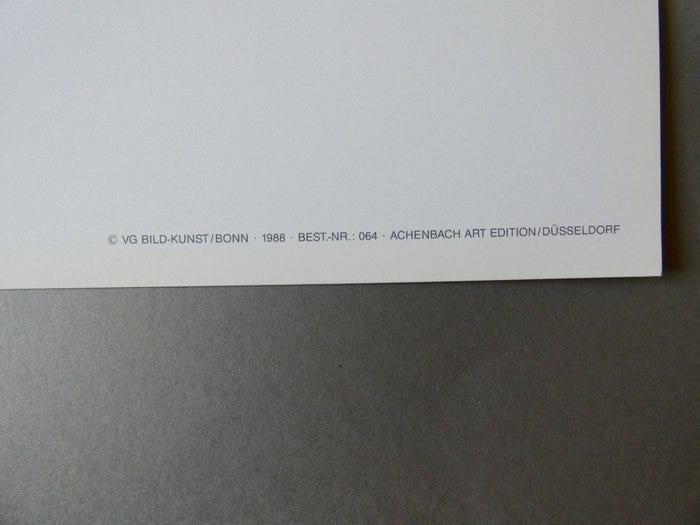 © VG BILD-KUNST/BONN · 1988 · BEST.-NR.: 064 · ACHENBACH ART EDITION/DÜSSELDORF